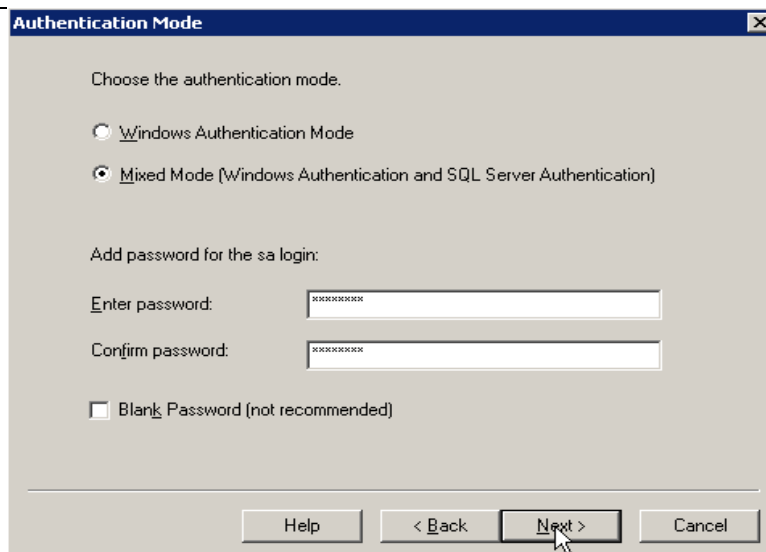 Authentication Mode
Choose the authentication mode.
Windows Authentication Mode
Mixed Mode (Windows Authentication and SQL Server Authentication)
Add password for the sa login:
Enter password: ********
Confirm password: ********
Blank Password (not recommended)
Help < Back Next > Cancel